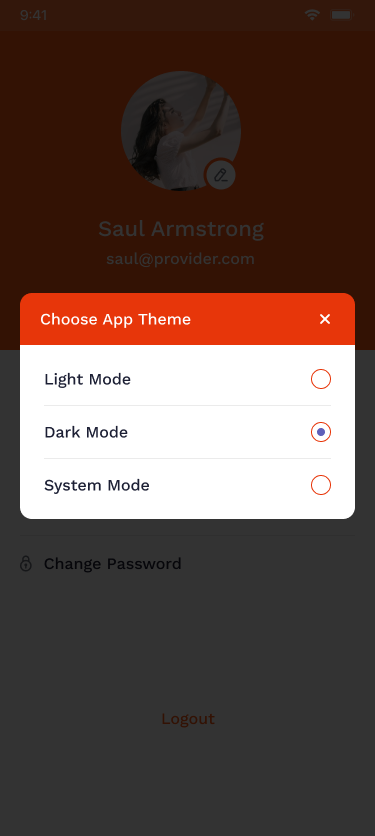 9:41
Saul Armstrong
saul@provider.com
Choose App Theme
Light Mode
Dark Mode
System Mode
Change Password
Logout